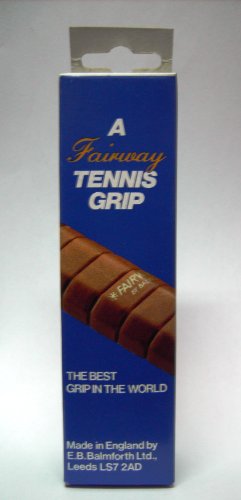 A
Fairway
TENNIS
GRIP
THE BEST
GRIP IN THE WORLD
Made in England by
E.B.Balmforth Ltd.,
Leeds LS7 2AD